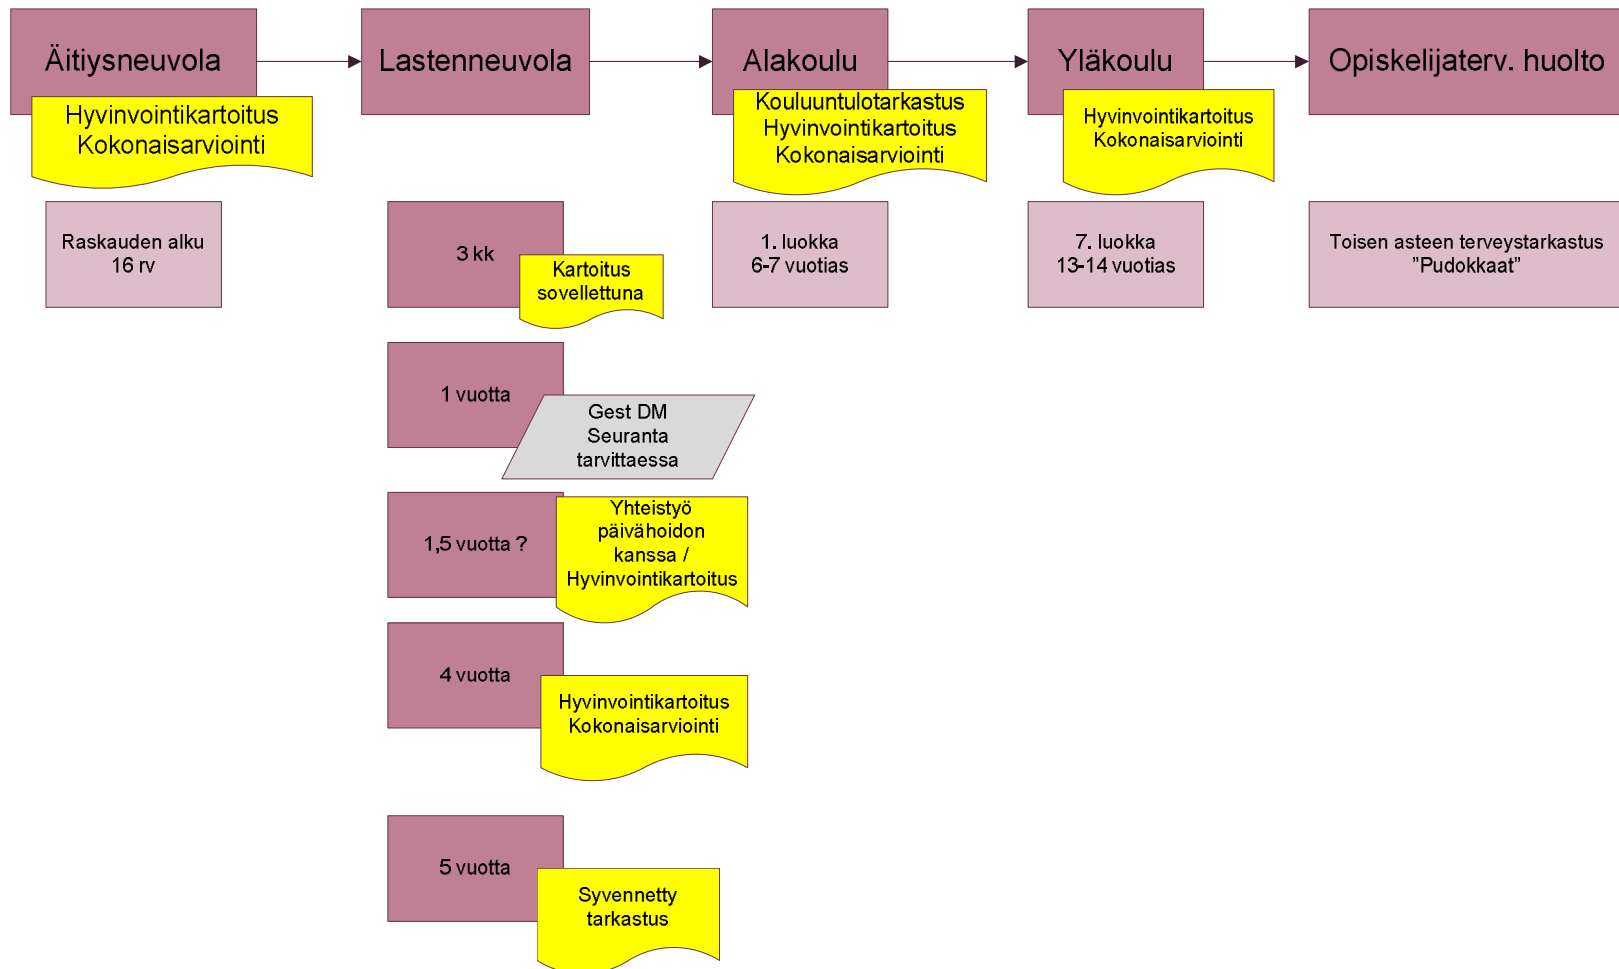 Äitiysneuvola
Lastenneuvola
Alakoulu
Yläkoulu
Opiskelijaterv. huolto
Hyvinvointikartoitus
Kokonaisarviointi
Kouluuntulotarkastus
Hyvinvointikartoitus
Kokonaisarviointi
Hyvinvointikartoitus
Kokonaisarviointi
Raskauden alku
16 rv
3 kk
Kartoitus
sovellettuna
1. luokka
6-7 vuotias
7. luokka
13-14 vuotias
Toisen asteen terveystarkastus
”Pudokkaat”
1 vuotta
Gest DM
Seuranta
tarvittaessa
1,5 vuotta ?
Yhteistyö
päivähoidon
kanssa /
Hyvinvointikartoitus
4 vuotta
Hyvinvointikartoitus
Kokonaisarviointi
5 vuotta
Syvennetty
tarkastus